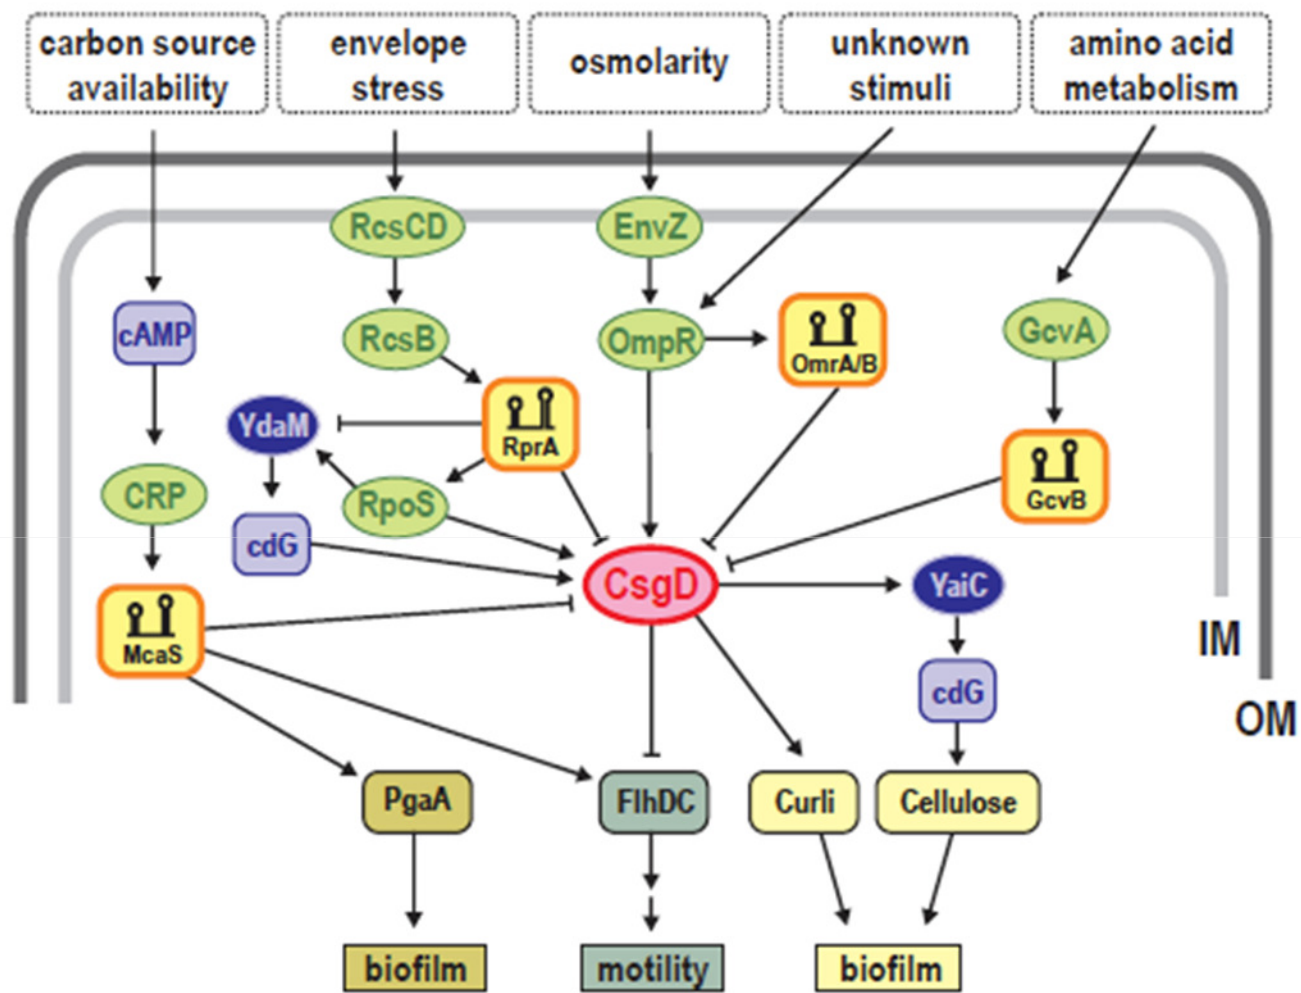 carbon source
availability
envelope
stress
osmolarity
unknown
stimuli
amino acid
metabolism
RcsCD
EnvZ
cAMP
RcsB
OmpR
OmrA/B
GcvA
YdaM
RprA
CRP
RpoS
GcvB
cdG
CsgD
YaiC
McaS
IM
cdG
OM
PgaA
FlhDC
Curli
Cellulose
biofilm
motility
biofilm